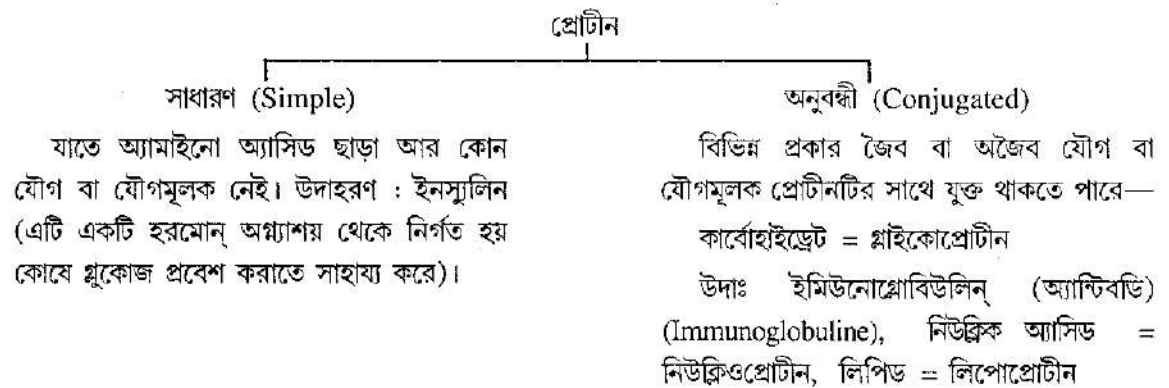 প্রোটীন
সাধারণ (Simple)
যাতে অ্যামাইনো অ্যাসিড ছাড়া আর কোন
যৌগ বা যৌগমূলক নেই। উদাহরণ : ইনস্যুলিন
(এটি একটি হরমোন্ অগ্ন্যাশয় থেকে নির্গত হয়
কোষে গ্লুকোজ প্রবেশ করাতে সাহায্য করে)।
অনুবন্ধী (Conjugated)
বিভিন্ন প্রকার জৈব বা অজৈব যৌগ বা
যৌগমূলক প্রোটীনটির সাথে যুক্ত থাকতে পারে—
কার্বোহাইড্রেট = গ্লাইকোপ্রোটীন
উদাঃ ইমিউনোগ্লোবিউলিন্ (অ্যান্টিবডি)
(Immunoglobuline), নিউক্লিক অ্যাসিড =
নিউক্লিওপ্রোটীন, লিপিড = লিপোপ্রোটীন